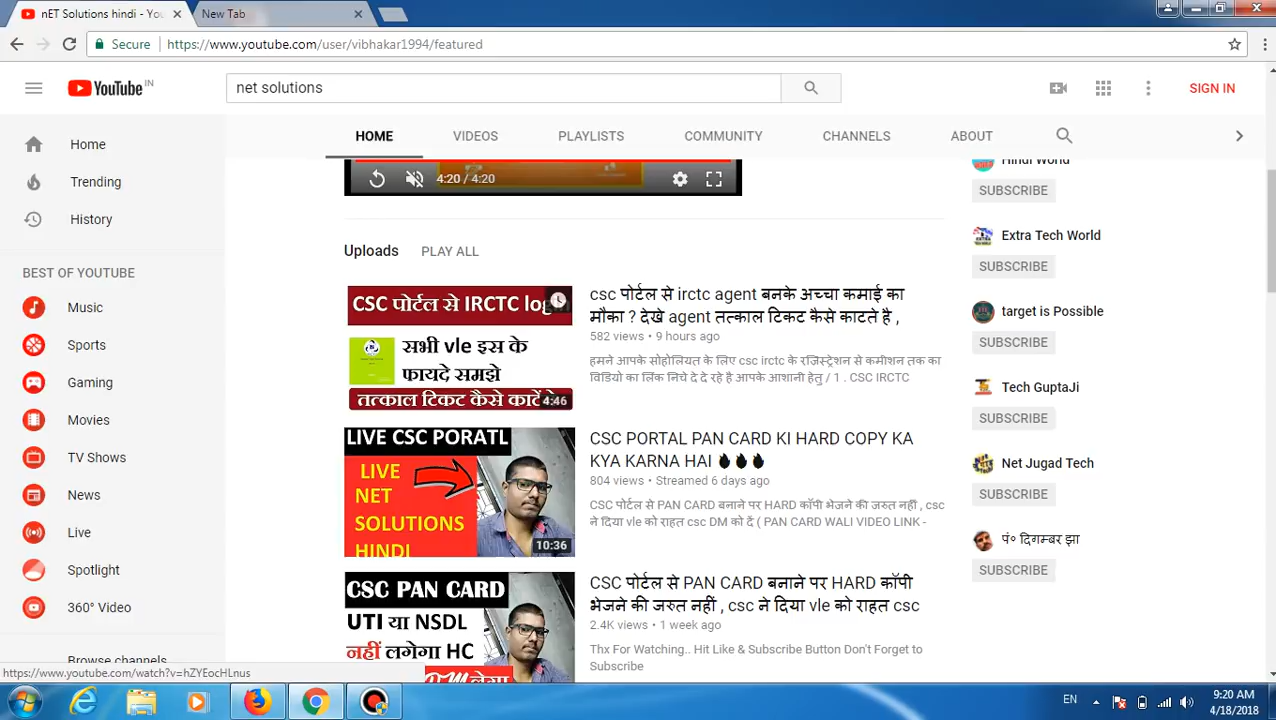 nET Solutions hindi - You
New Tab
Secure
https://www.youtube.com/user/vibhakar1994/featured
YouTube IN
net solutions
SIGN IN
HOME
VIDEOS
PLAYLISTS
COMMUNITY
CHANNELS
ABOUT
Home
Trending
History
BEST OF YOUTUBE
Music
Sports
Gaming
Movies
TV Shows
News
Live
Spotlight
360° Video
Browse channels
4:20 / 4:20
Uploads PLAY ALL
CSC पोर्टल से IRCTC log
सभी vle इस के
फायदे समझे
तत्काल टिकट कैसे काटें
4:46
csc पोर्टल से irctc agent बनके अच्चा कमाई का
मौका ? देखे agent तत्काल टिकट कैसे काटते है ,
582 views • 9 hours ago
हमने आपके सोहोलियत के लिए csc irctc के रज़िस्ट्रेशन से कमीशन तक का
विडियो का लिंक निचे दे दे रहे है आपके आशानी हेतु / 1 . CSC IRCTC
LIVE CSC PORATL
LIVE
NET
SOLUTIONS
HINDI
10:36
CSC PORTAL PAN CARD KI HARD COPY KA
KYA KARNA HAI
804 views • Streamed 6 days ago
CSC पोर्टल से PAN CARD बनाने पर HARD कॉपी भेजने की जरुत नहीं , csc
ने दिया vle को राहत csc DM को दें ( PAN CARD WALI VIDEO LINK -
CSC PAN CARD
UTI या NSDL
नहीं लगेगा HC
DM लेगा
CSC पोर्टल से PAN CARD बनाने पर HARD कॉपी
भेजने की जरुत नहीं , csc ने दिया vle को राहत csc
2.4K views • 1 week ago
Thx For Watching.. Hit Like & Subscribe Button Don't Forget to
Subscribe
Hindi World
SUBSCRIBE
Extra Tech World
SUBSCRIBE
target is Possible
SUBSCRIBE
Tech GuptaJi
SUBSCRIBE
Net Jugad Tech
SUBSCRIBE
पं० दिगम्बर झा
SUBSCRIBE
https://www.youtube.com/watch?v=hZYEocHLnus
EN
9:20 AM
4/18/2018